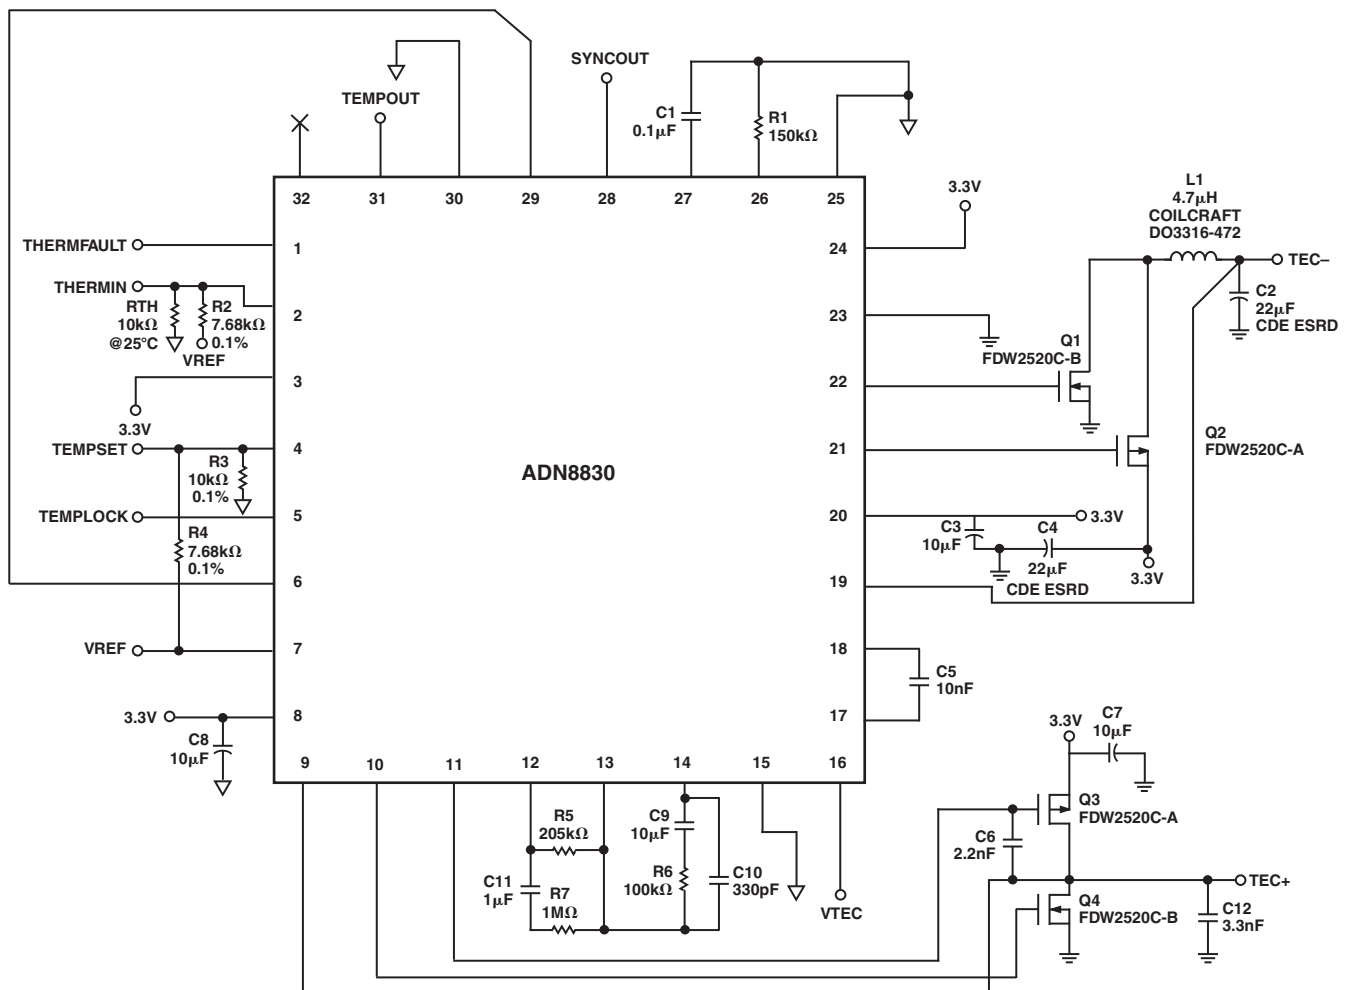 SYNCOUT
TEMPOUT
C1
0.1µF
R1
150kΩ
32
31
30
29
28
27
26
25
3.3V
L1
4.7µH
COILCRAFT
DO3316-472
THERMFAULT
1
24
TEC–
THERMIN
RTH
10kΩ
@25°C
R2
7.68kΩ
0.1%
VREF
2
23
C2
22µF
CDE ESRD
Q1
FDW2520C-B
3
22
3.3V
TEMPSET
4
21
Q2
FDW2520C-A
R3
10kΩ
0.1%
ADN8830
TEMPLOCK
5
20
3.3V
R4
7.68kΩ
0.1%
C3
10µF
C4
22µF
CDE ESRD
3.3V
6
19
VREF
7
18
C5
10nF
3.3V
8
17
C8
10µF
3.3V
C7
10µF
9
10
11
12
13
14
15
16
R5
205kΩ
C9
10µF
Q3
FDW2520C-A
C6
2.2nF
C11
1µF
R7
1MΩ
R6
100kΩ
C10
330pF
VTEC
TEC+
Q4
FDW2520C-B
C12
3.3nF